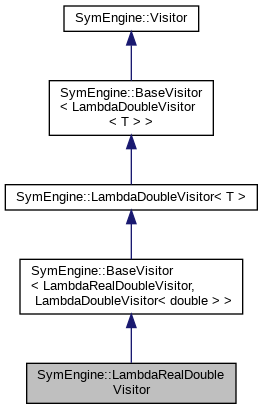 SymEngine::Visitor
SymEngine::BaseVisitor
< LambdaDoubleVisitor
< T > >
SymEngine::LambdaDoubleVisitor< T >
SymEngine::BaseVisitor
< LambdaRealDoubleVisitor,
LambdaDoubleVisitor< double > >
SymEngine::LambdaRealDouble
Visitor